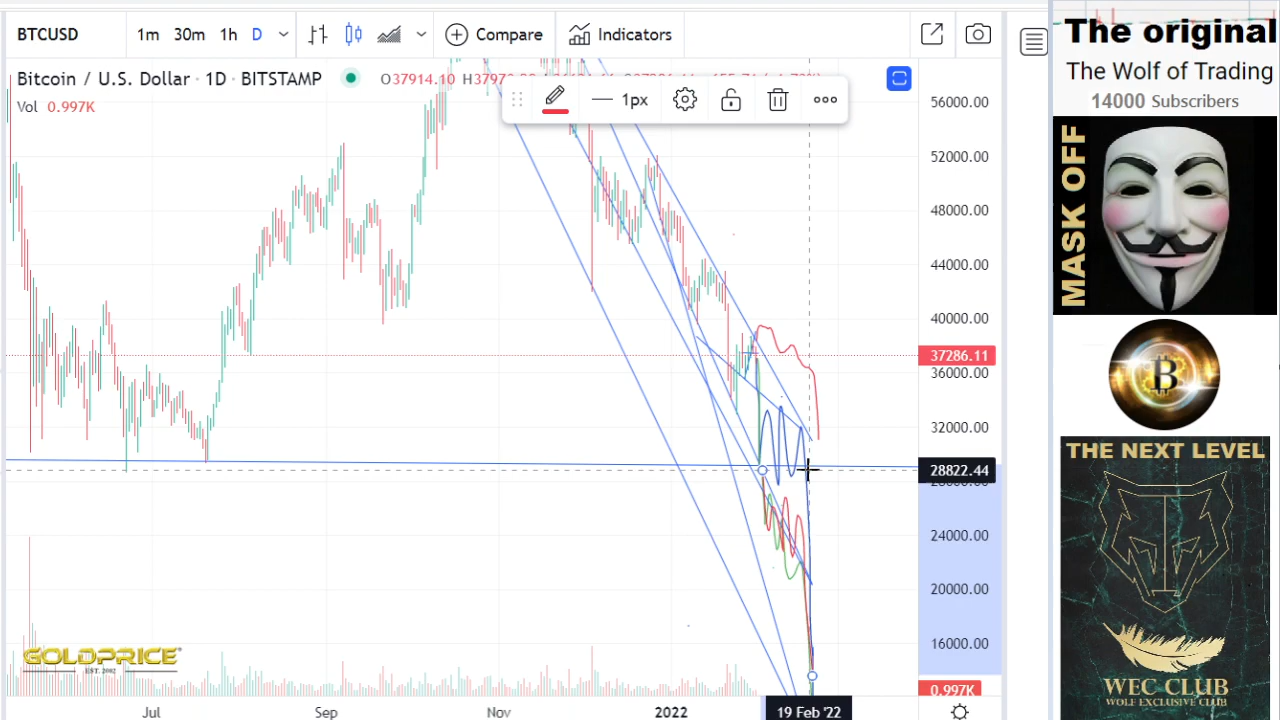 BTCUSD
1m 30m 1h D
Compare
Indicators
Bitcoin / U.S. Dollar · 1D · BITSTAMP
O37914.10
Vol 0.997K
1px
56000.00
52000.00
48000.00
44000.00
40000.00
37286.11
36000.00
32000.00
28822.44
24000.00
20000.00
16000.00
0.997K
Jul
Sep
Nov
2022
19 Feb '22
GOLDPRICE
EST. 2002
The original
The Wolf of Trading
14000 Subscribers
MASK OFF
B
THE NEXT LEVEL
WEC CLUB
WOLF EXCLUSIVE CLUB